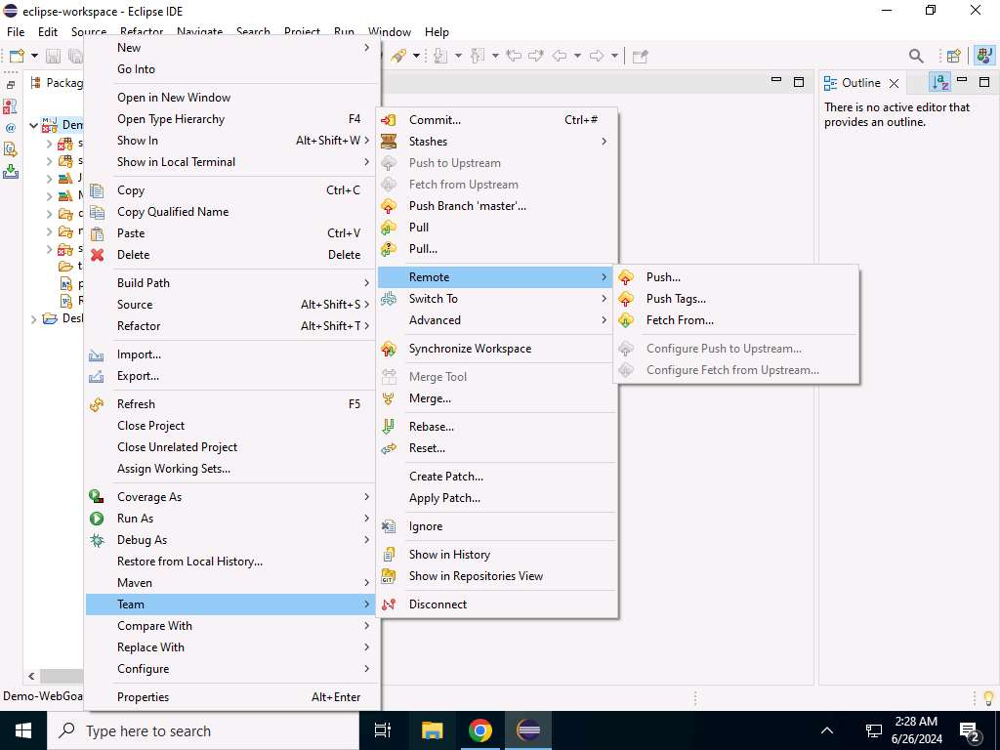 eclipse-workspace - Eclipse IDE
File Edit Source Refactor Navigate Search Project Run Window Help
Packag
Outline
There is no active editor that
provides an outline.
Dem
Desl
New
Go Into
Open in New Window
Open Type Hierarchy F4
Show In Alt+Shift+W
Show in Local Terminal
Copy Ctrl+C
Copy Qualified Name
Paste Ctrl+V
Delete Delete
Build Path
Source Alt+Shift+S
Refactor Alt+Shift+T
Import...
Export...
Refresh F5
Close Project
Close Unrelated Project
Assign Working Sets...
Coverage As
Run As
Debug As
Restore from Local History...
Maven
Team
Compare With
Replace With
Configure
Properties Alt+Enter
Commit... Ctrl+#
Stashes
Push to Upstream
Fetch from Upstream
Push Branch 'master'...
Pull
Pull...
Remote
Switch To
Advanced
Synchronize Workspace
Merge Tool
Merge...
Rebase...
Reset...
Create Patch...
Apply Patch...
Ignore
Show in History
Show in Repositories View
Disconnect
Push...
Push Tags...
Fetch From...
Configure Push to Upstream...
Configure Fetch from Upstream...
Demo-WebGoa
Type here to search
2:28 AM
6/26/2024
2